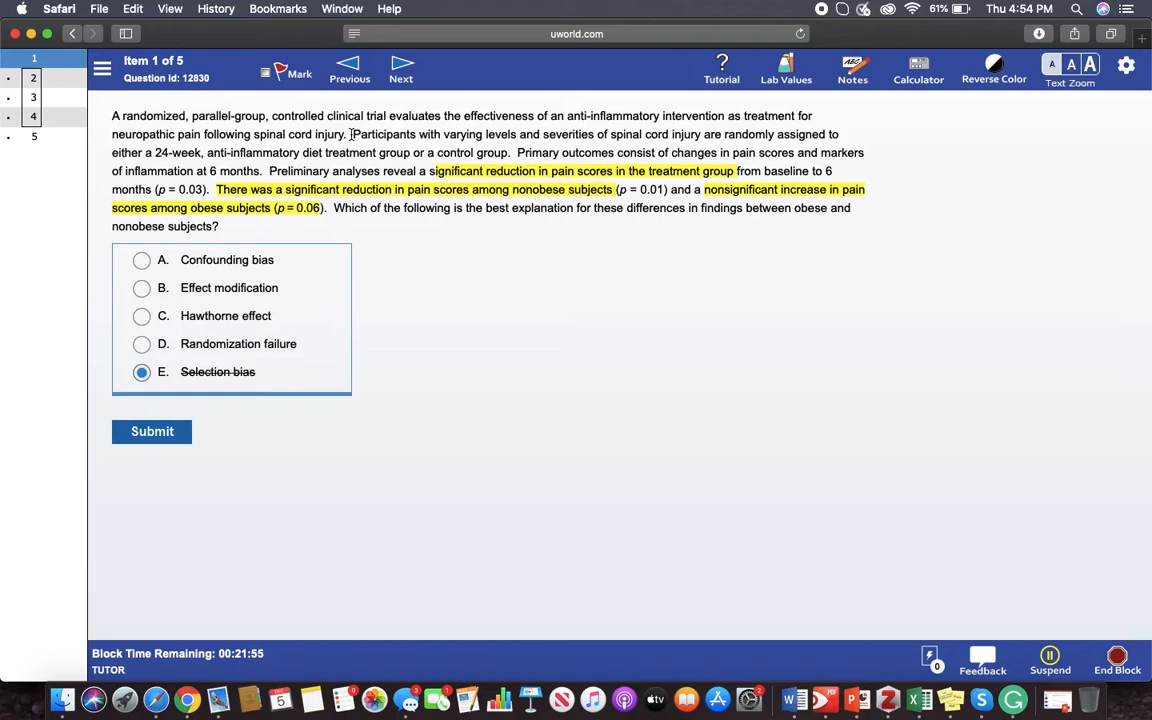 Safari File Edit View History Bookmarks Window Help 61% Thu 4:54 PM
uworld.com
1
2
3
4
5
Item 1 of 5
Question Id: 12830
Mark
Previous
Next
Tutorial
Lab Values
Notes
Calculator
Reverse Color
A A A
Text Zoom
A randomized, parallel-group, controlled clinical trial evaluates the effectiveness of an anti-inflammatory intervention as treatment for
neuropathic pain following spinal cord injury. Participants with varying levels and severities of spinal cord injury are randomly assigned to
either a 24-week, anti-inflammatory diet treatment group or a control group. Primary outcomes consist of changes in pain scores and markers
of inflammation at 6 months. Preliminary analyses reveal a significant reduction in pain scores in the treatment group from baseline to 6
months (p = 0.03). There was a significant reduction in pain scores among nonobese subjects (p = 0.01) and a nonsignificant increase in pain
scores among obese subjects (p = 0.06). Which of the following is the best explanation for these differences in findings between obese and
nonobese subjects?
A. Confounding bias
B. Effect modification
C. Hawthorne effect
D. Randomization failure
E. Selection bias
Submit
Block Time Remaining: 00:21:55
TUTOR
0
Feedback
Suspend
End Block